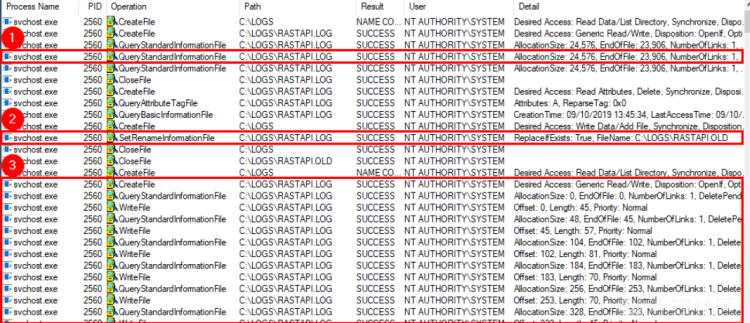 Process Name PID Operation Path Result User Detail
svchost.exe 2560 CreateFile C:\LOGS NAME CO... NT AUTHORITY\SYSTEM Desired Access: Read Data/List Directory, Synchronize, Dispo...
svchost.exe 2560 CreateFile C:\LOGS\RASTAPI.LOG SUCCESS NT AUTHORITY\SYSTEM Desired Access: Generic Read/Write, Disposition: OpenIf, Opti
1 svchost.exe 2560 QueryStandardInformationFile C:\LOGS\RASTAPI.LOG SUCCESS NT AUTHORITY\SYSTEM AllocationSize: 24,576, EndOfFile: 23,906, NumberOfLinks: 1, .
svchost.exe 2560 QueryStandardInformationFile C:\LOGS\RASTAPI.LOG SUCCESS NT AUTHORITY\SYSTEM AllocationSize: 24,576, EndOfFile: 23,906, NumberOfLinks: 1,
svchost.exe 2560 QueryStandardInformationFile C:\LOGS\RASTAPI.LOG SUCCESS NT AUTHORITY\SYSTEM AllocationSize: 24,576, EndOfFile: 23,906, NumberOfLinks: 1, .
svchost.exe 2560 CloseFile C:\LOGS\RASTAPI.LOG SUCCESS NT AUTHORITY\SYSTEM
svchost.exe 2560 CreateFile C:\LOGS\RASTAPI.LOG SUCCESS NT AUTHORITY\SYSTEM Desired Access: Read Attributes, Delete, Synchronize, Disposi.
svchost.exe 2560 QueryAttributeTagFile C:\LOGS\RASTAPI.LOG SUCCESS NT AUTHORITY\SYSTEM Attributes: A, ReparseTag: 0x0
2 svchost.exe 2560 QueryBasicInformationFile C:\LOGS\RASTAPI.LOG SUCCESS NT AUTHORITY\SYSTEM CreationTime: 09/10/2019 13:45:34, LastAccessTime: 09/10/
svchost.exe 2560 CreateFile C:\LOGS SUCCESS NT AUTHORITY\SYSTEM Desired Access: Write Data/Add File, Synchronize, Disposition
svchost.exe 2560 SetRenameInformationFile C:\LOGS\RASTAPI.LOG SUCCESS NT AUTHORITY\SYSTEM ReplaceIfExists: True, FileName: C:\LOGS\RASTAPI.OLD
svchost.exe 2560 CloseFile C:\LOGS SUCCESS NT AUTHORITY\SYSTEM
3 svchost.exe 2560 CloseFile C:\LOGS\RASTAPI.OLD SUCCESS NT AUTHORITY\SYSTEM
svchost.exe 2560 CreateFile C:\LOGS NAME CO... NT AUTHORITY\SYSTEM Desired Access: Read Data/List Directory, Synchronize, Dispo...
svchost.exe 2560 CreateFile C:\LOGS\RASTAPI.LOG SUCCESS NT AUTHORITY\SYSTEM Desired Access: Generic Read/Write, Disposition: OpenIf, Opti
svchost.exe 2560 QueryStandardInformationFile C:\LOGS\RASTAPI.LOG SUCCESS NT AUTHORITY\SYSTEM AllocationSize: 0, EndOfFile: 0, NumberOfLinks: 1, DeletePend
svchost.exe 2560 WriteFile C:\LOGS\RASTAPI.LOG SUCCESS NT AUTHORITY\SYSTEM Offset: 0, Length: 45, Priority: Normal
svchost.exe 2560 QueryStandardInformationFile C:\LOGS\RASTAPI.LOG SUCCESS NT AUTHORITY\SYSTEM AllocationSize: 48, EndOfFile: 45, NumberOfLinks: 1, DeletePe
svchost.exe 2560 WriteFile C:\LOGS\RASTAPI.LOG SUCCESS NT AUTHORITY\SYSTEM Offset: 45, Length: 57, Priority: Normal
svchost.exe 2560 QueryStandardInformationFile C:\LOGS\RASTAPI.LOG SUCCESS NT AUTHORITY\SYSTEM AllocationSize: 104, EndOfFile: 102, NumberOfLinks: 1, Delete
svchost.exe 2560 WriteFile C:\LOGS\RASTAPI.LOG SUCCESS NT AUTHORITY\SYSTEM Offset: 102, Length: 81, Priority: Normal
svchost.exe 2560 QueryStandardInformationFile C:\LOGS\RASTAPI.LOG SUCCESS NT AUTHORITY\SYSTEM AllocationSize: 184, EndOfFile: 183, NumberOfLinks: 1, Delete
svchost.exe 2560 WriteFile C:\LOGS\RASTAPI.LOG SUCCESS NT AUTHORITY\SYSTEM Offset: 183, Length: 70, Priority: Normal
svchost.exe 2560 QueryStandardInformationFile C:\LOGS\RASTAPI.LOG SUCCESS NT AUTHORITY\SYSTEM AllocationSize: 256, EndOfFile: 253, NumberOfLinks: 1, Delete
svchost.exe 2560 WriteFile C:\LOGS\RASTAPI.LOG SUCCESS NT AUTHORITY\SYSTEM Offset: 253, Length: 70, Priority: Normal
svchost.exe 2560 QueryStandardInformationFile C:\LOGS\RASTAPI.LOG SUCCESS NT AUTHORITY\SYSTEM AllocationSize: 328, EndOfFile: 323, NumberOfLinks: 1, Delete
svchost.exe 2560 WriteFile C:\LOGS\RASTAPI.LOG SUCCESS NT AUTHORITY\SYSTEM